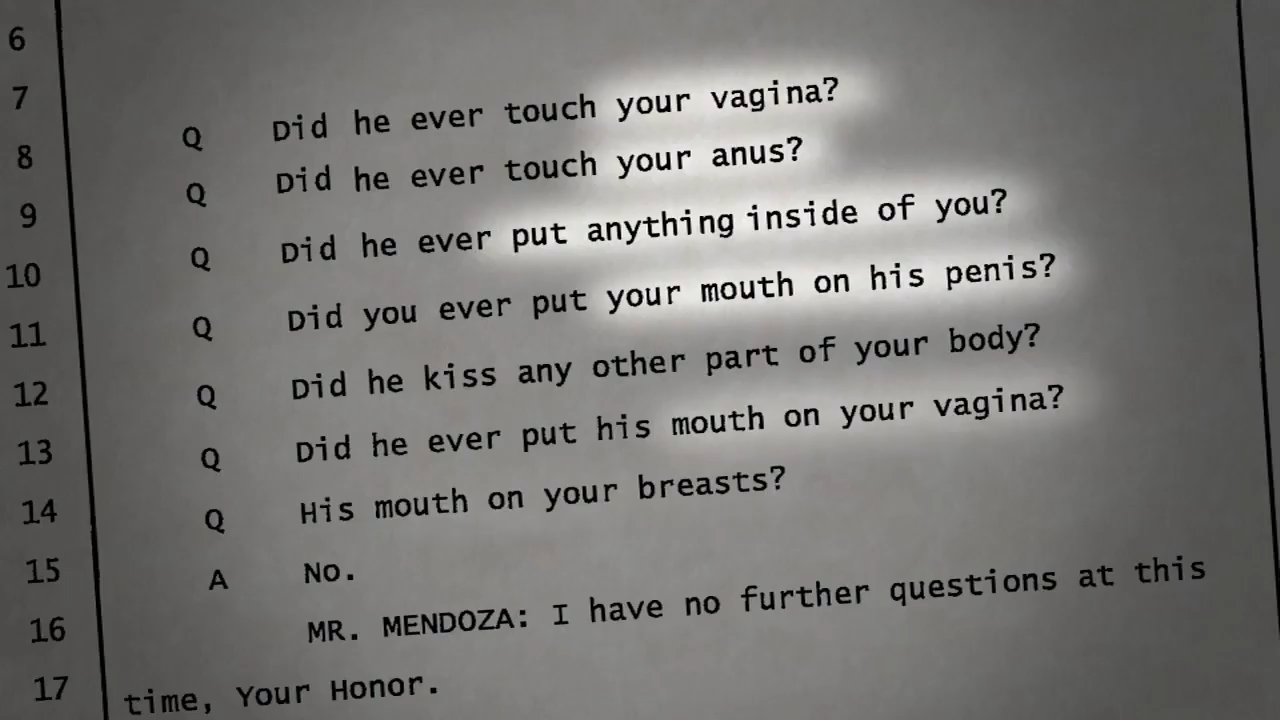 6
7 Q Did he ever touch your vagina?
8 Q Did he ever touch your anus?
9 Q Did he ever put anything inside of you?
10 Q Did you ever put your mouth on his penis?
11 Q Did he kiss any other part of your body?
12 Q Did he ever put his mouth on your vagina?
13 Q His mouth on your breasts?
14 A No.
15 MR. MENDOZA: I have no further questions at this
16 time, Your Honor.
17